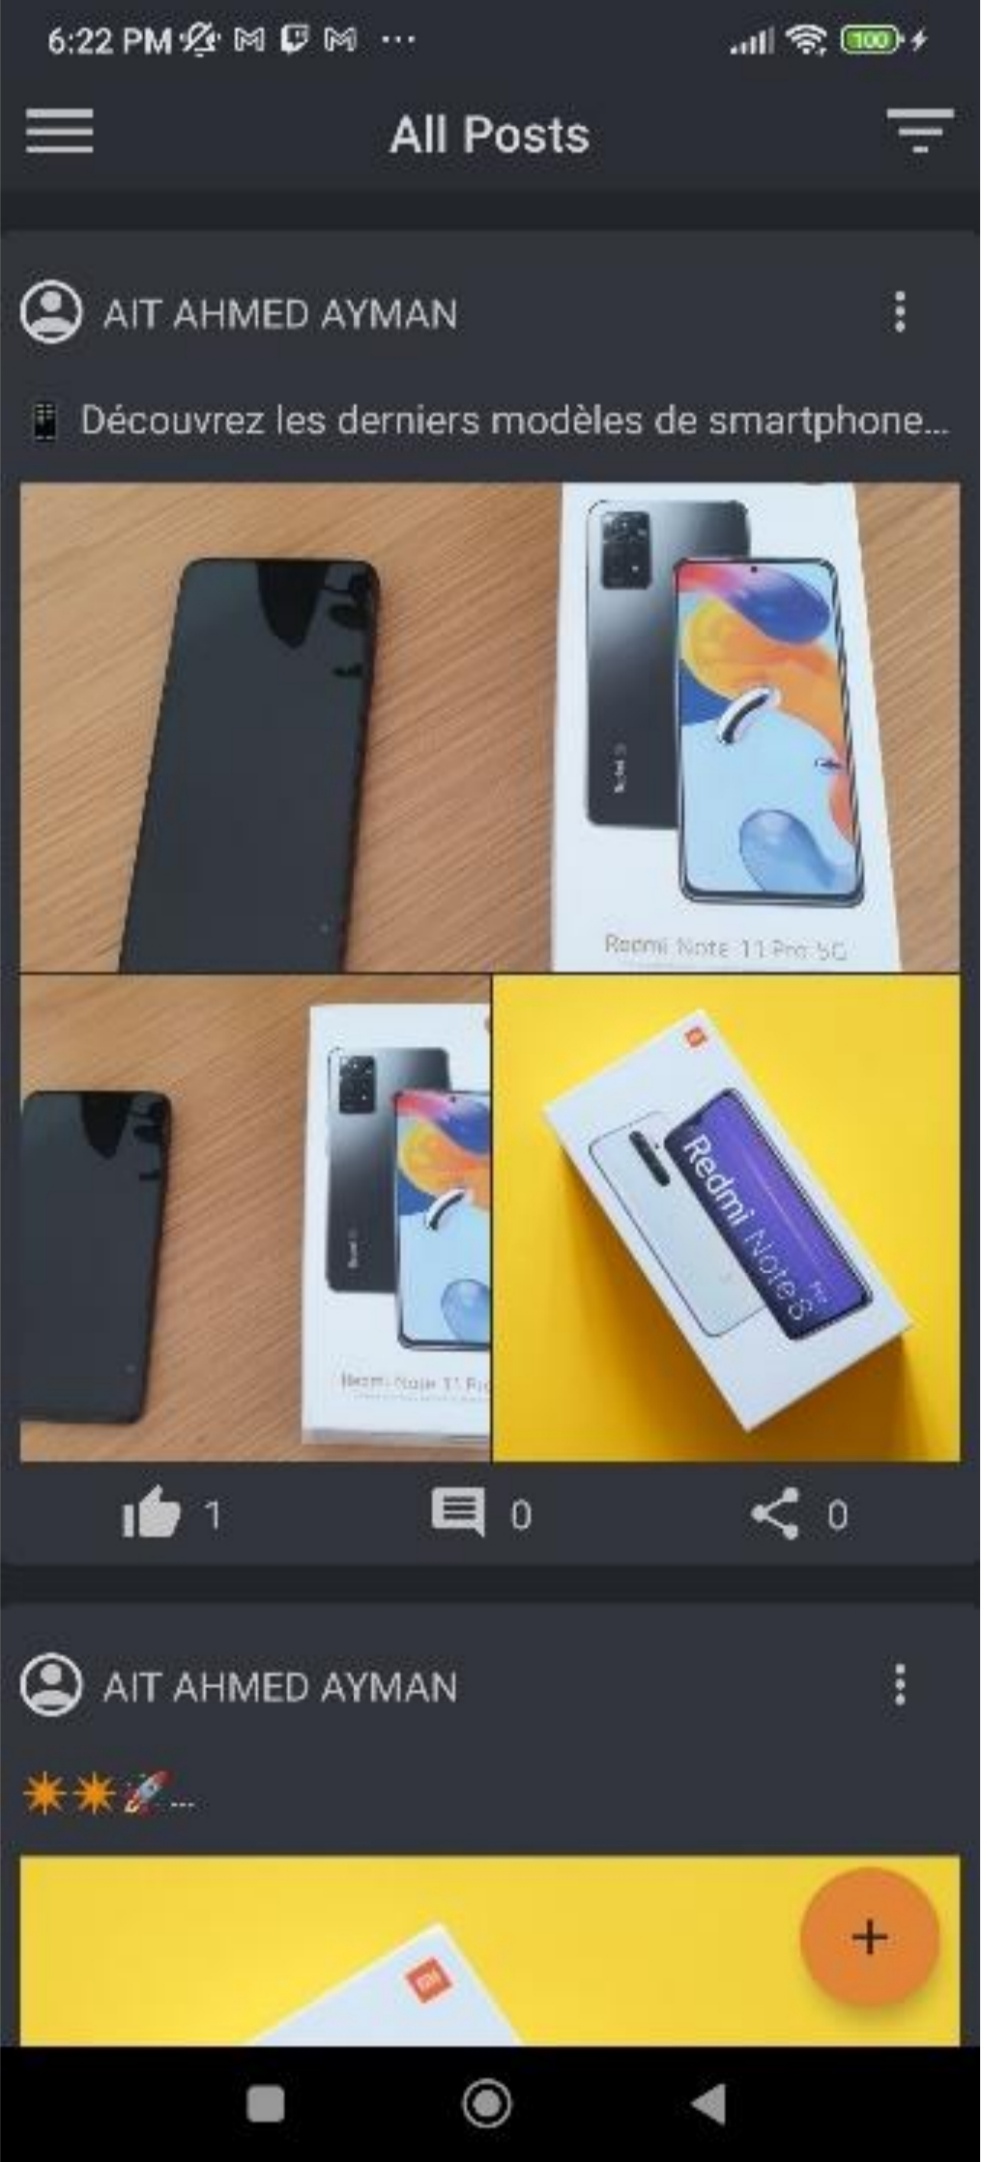 6:22 PM
100
All Posts
AIT AHMED AYMAN
Découvrez les derniers modèles de smartphone...
Redmi Note 11 Pro 5G
Redmi Note 11 Pro
Redmi Note 8 Pro
1
0
0
AIT AHMED AYMAN
...
+